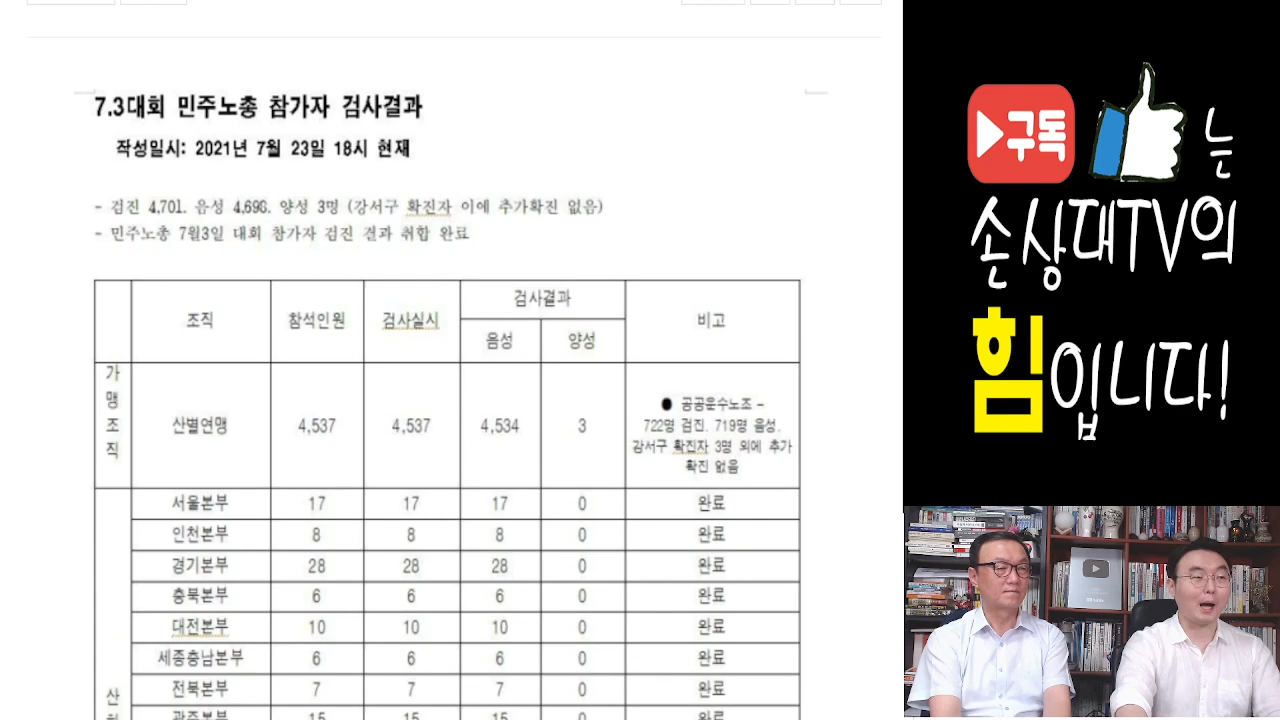 7.3대회 민주노총 참가자 검사결과
작성일시: 2021년 7월 23일 18시 현재
- 검진 4,701. 음성 4,698. 양성 3명 (강서구 확진자 이에 추가확진 없음)
- 민주노총 7월3일 대회 참가자 검진 결과 취합 완료
조직 참석인원 검사실시 검사결과 비고
음성 양성
가맹조직 산별연맹 4,537 4,537 4,534 3 ● 공공운수노조 -
722명 검진. 719명 음성.
강서구 확진자 3명 외에 추가
확진 없음
서울본부 17 17 17 0 완료
인천본부 8 8 8 0 완료
경기본부 28 28 28 0 완료
충북본부 6 6 6 0 완료
대전본부 10 10 10 0 완료
세종충남본부 6 6 6 0 완료
전북본부 7 7 7 0 완료
산
광주본부 15 15 15 0 완료
구독 는
손상대TV의
힘입니다!